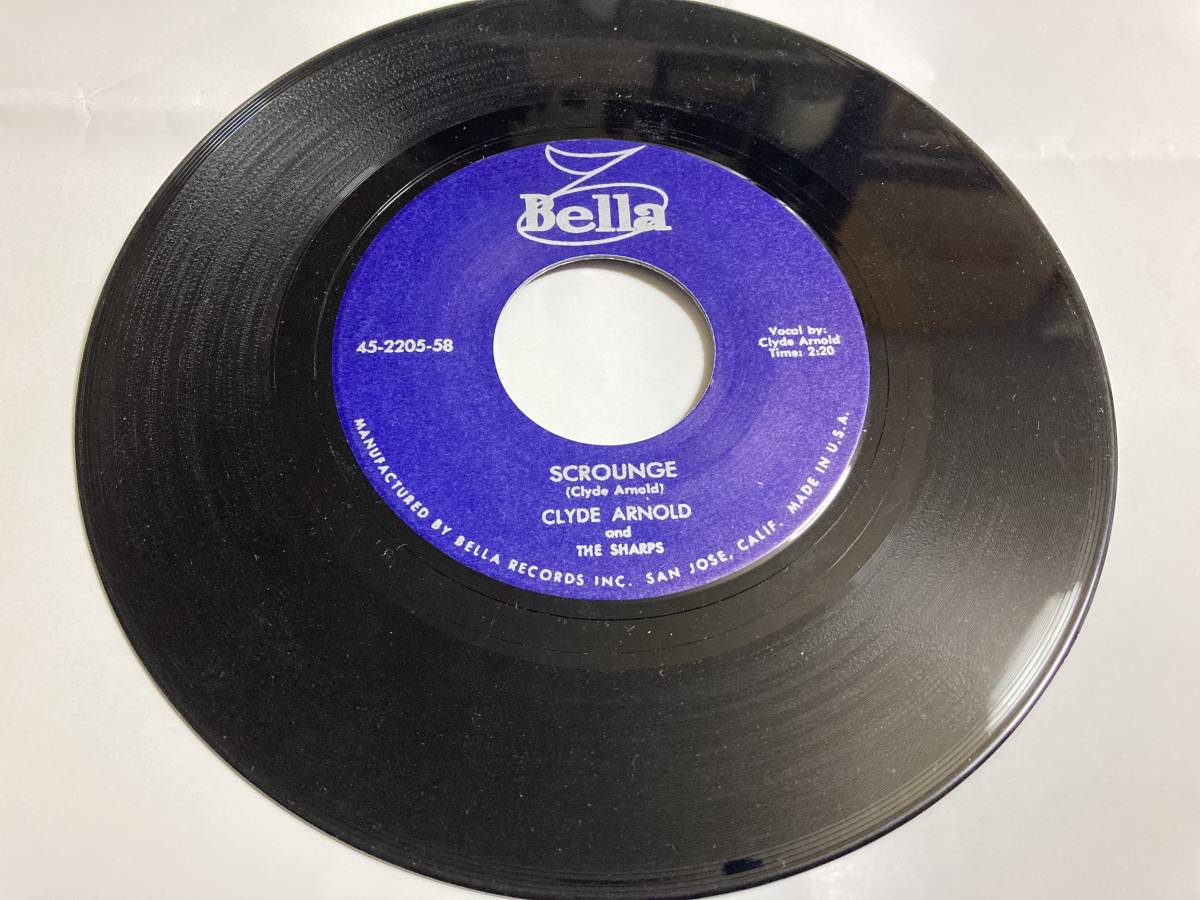 Bella
45-2205-58
Vocal by:
Clyde Arnold
Time: 2:20
SCROUNGE
(Clyde Arnold)
CLYDE ARNOLD
and
THE SHARPS
MANUFACTURED BY BELLA RECORDS INC. SAN JOSE, CALIF. MADE IN U.S.A.